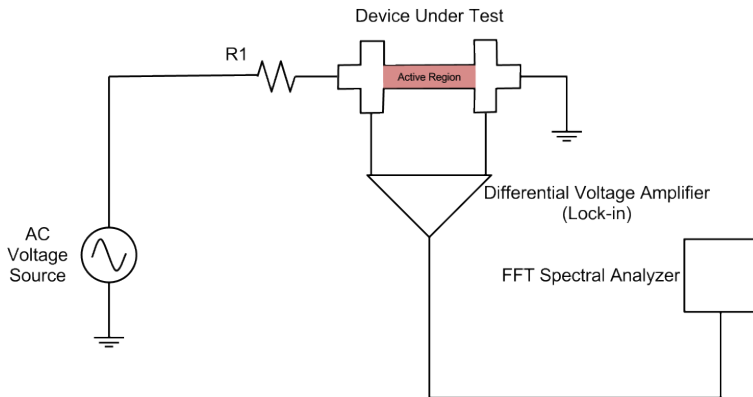 Device Under Test
R1
Active Region
Differential Voltage Amplifier
(Lock-in)
AC
Voltage
Source
FFT Spectral Analyzer